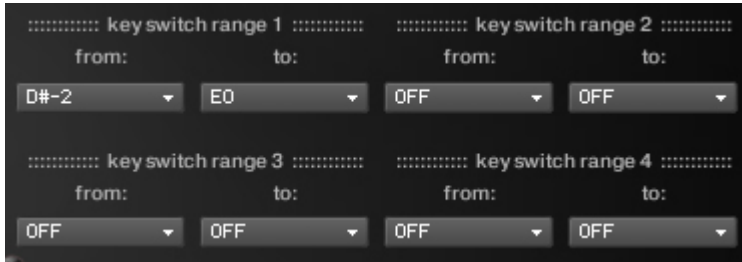 :::::::::::: key switch range 1 :::::::::::: :::::::::::: key switch range 2 ::::::::::::
from: to: from: to:
D#-2 E0 OFF OFF
:::::::::::: key switch range 3 :::::::::::: :::::::::::: key switch range 4 ::::::::::::
from: to: from: to:
OFF OFF OFF OFF